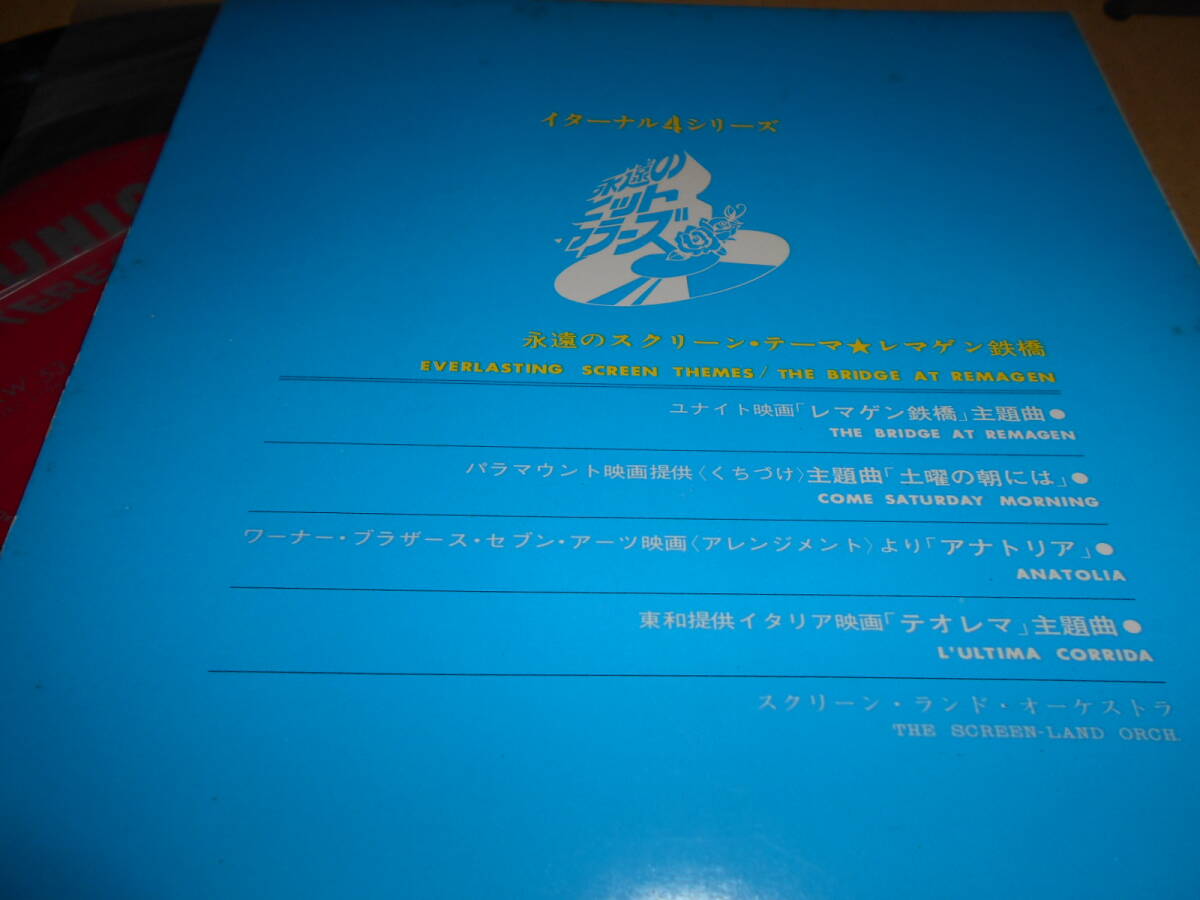 イターナル4シリーズ
永遠の
ヒット
パラーズ
永遠のスクリーン・テーマ★レマゲン鉄橋
EVERLASTING SCREEN THEMES / THE BRIDGE AT REMAGEN
ユナイト映画「レマゲン鉄橋」主題曲●
THE BRIDGE AT REMAGEN
パラマウント映画提供〈くちづけ〉主題曲「土曜の朝には」●
COME SATURDAY MORNING
ワーナー・ブラザース・セブン・アーツ映画〈アレンジメント〉より「アナトリア」●
ANATOLIA
東和提供イタリア映画「テオレマ」主題曲●
L'ULTIMA CORRIDA
スクリーン・ランド・オーケストラ
THE SCREEN-LAND ORCH.
UNI